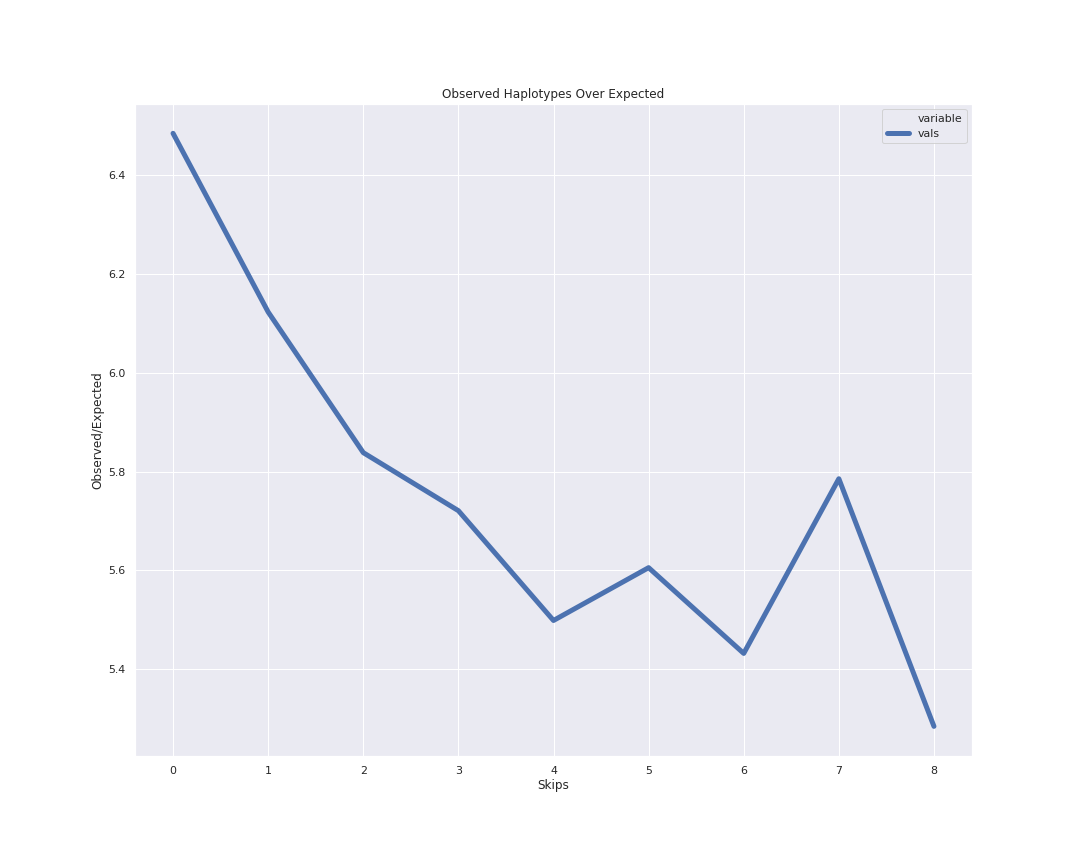 Observed Haplotypes Over Expected
variable
vals
6.4
6.2
6.0
5.8
5.6
5.4
Observed/Expected
0 1 2 3 4 5 6 7 8
Skips